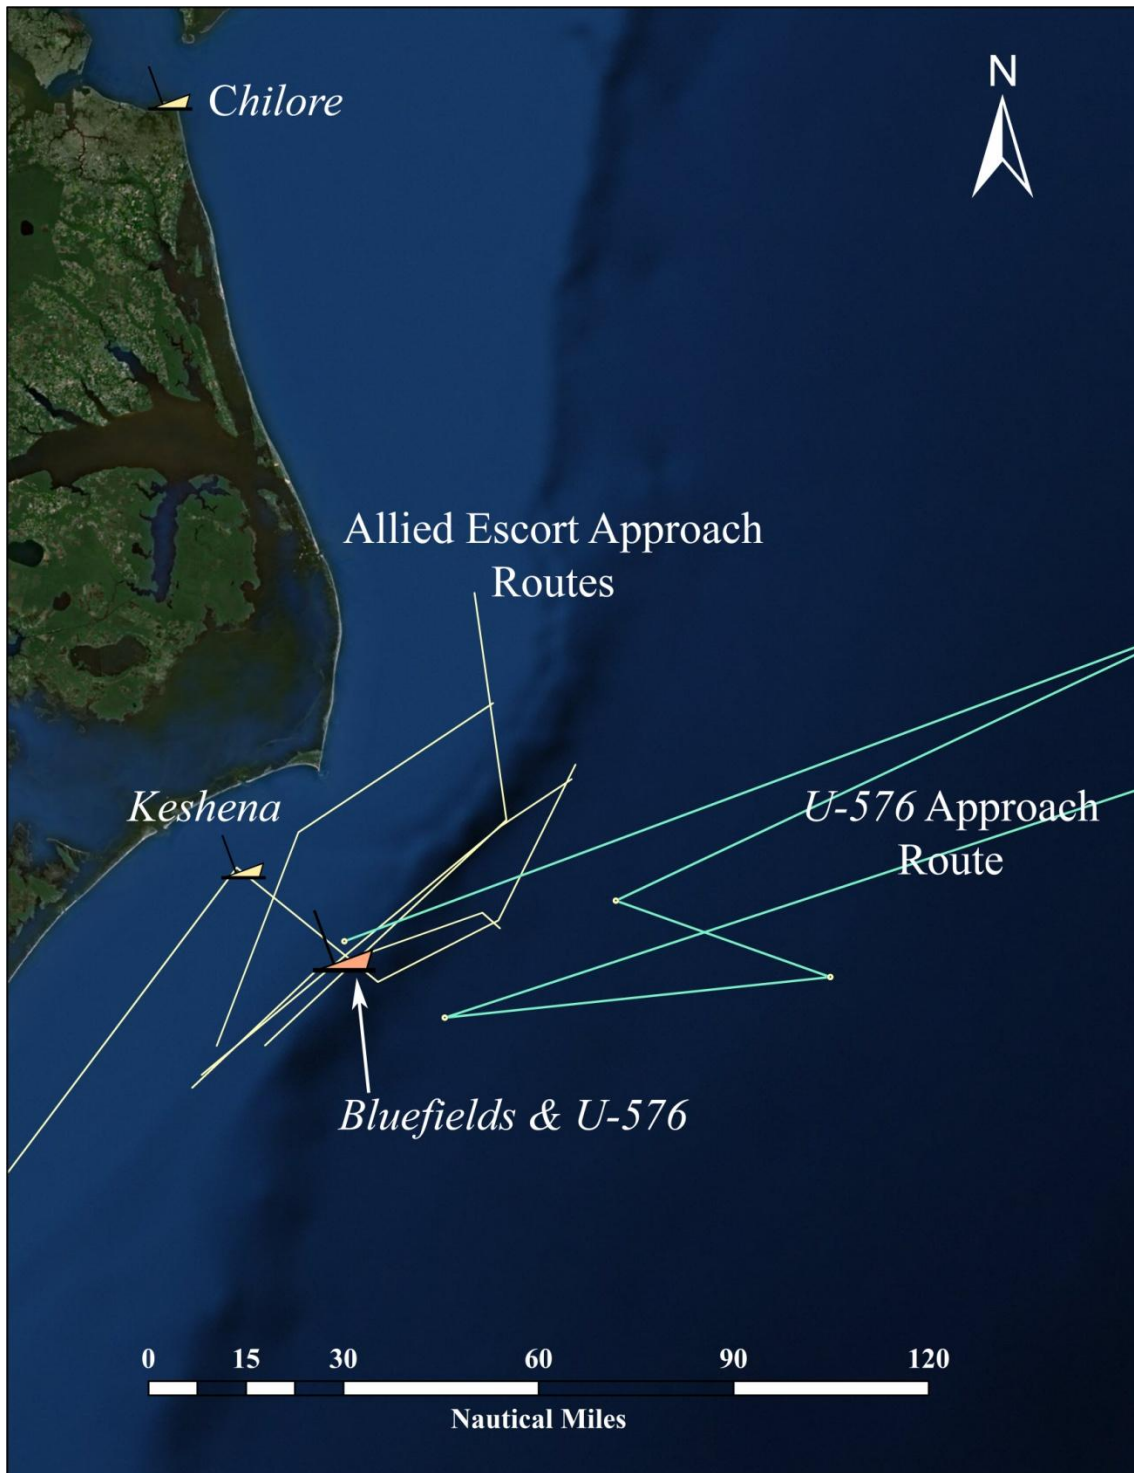 N
Chilore
Allied Escort Approach
Routes
Keshena
U-576 Approach
Route
Bluefields & U-576
0 15 30 60 90 120
Nautical Miles